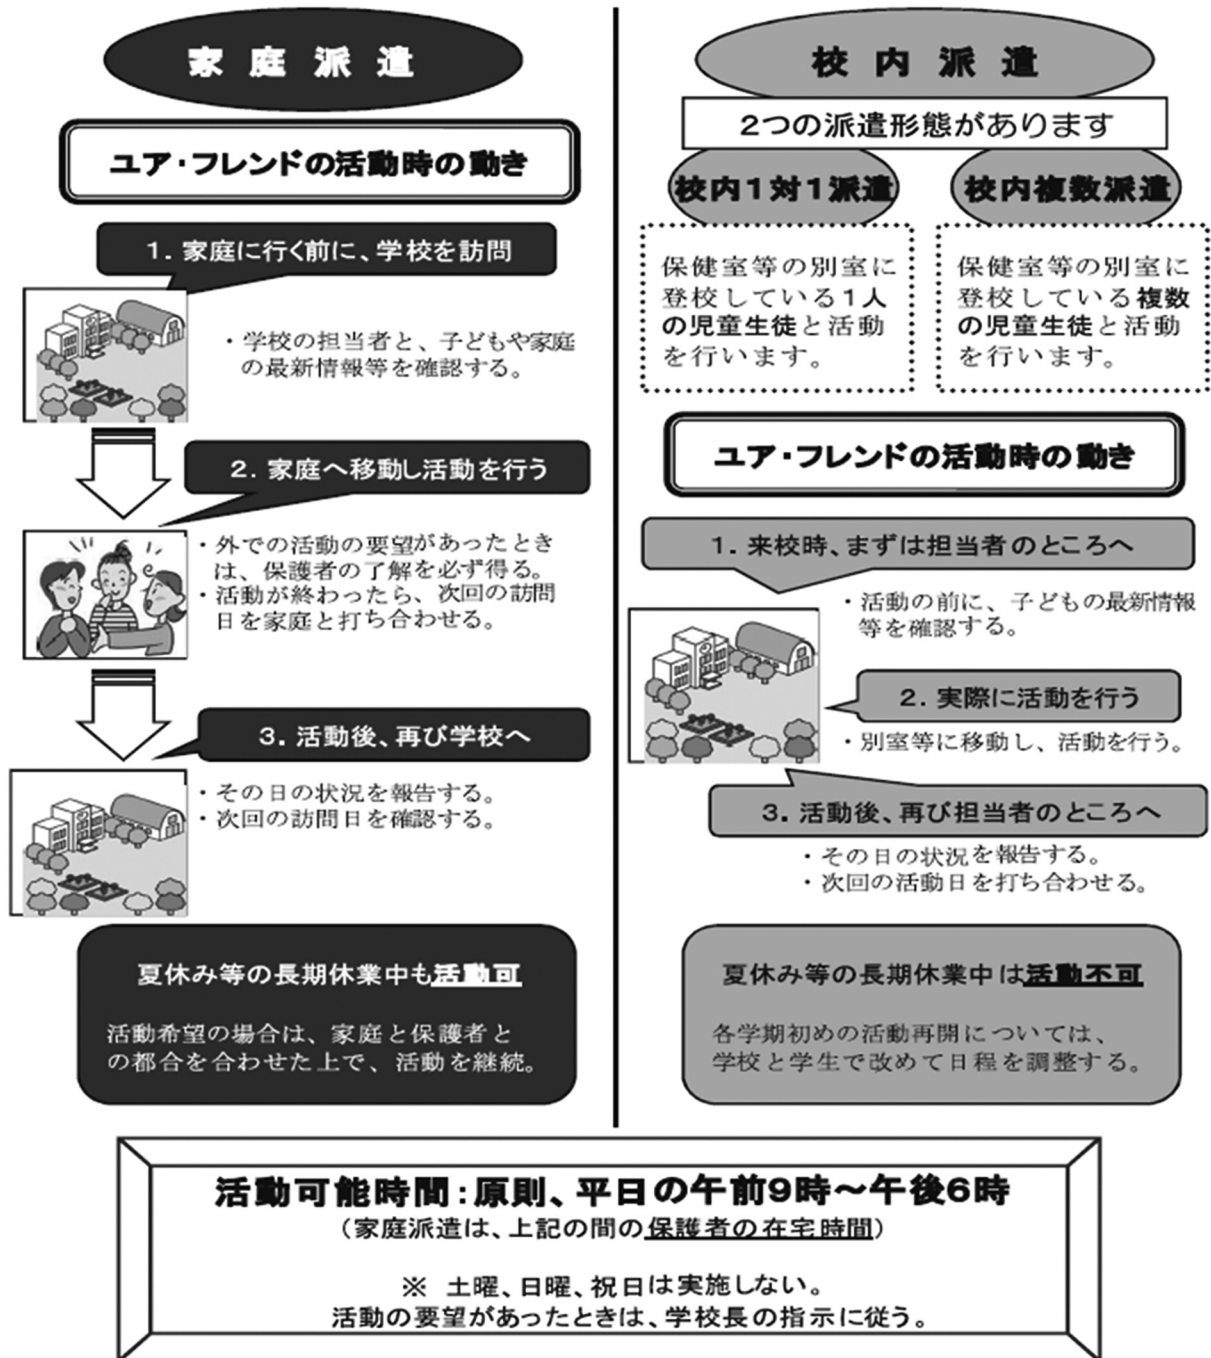 家庭派遣
ユア・フレンドの活動時の動き
1. 家庭に行く前に、学校を訪問
・学校の担当者と、子どもや家庭
の最新情報等を確認する。
2. 家庭へ移動し活動を行う
・外での活動の要望があったとき
は、保護者の了解を必ず得る。
・活動が終わったら、次回の訪問
日を家庭と打ち合わせる。
3. 活動後、再び学校へ
・その日の状況を報告する。
・次回の訪問日を確認する。
夏休み等の長期休業中も活動可
活動希望の場合は、家庭と保護者と
の都合を合わせた上で、活動を継続。
校内派遣
2つの派遣形態があります
校内1対1派遣
保健室等の別室に
登校している1人
の児童生徒と活動
を行います。
校内複数派遣
保健室等の別室に
登校している複数
の児童生徒と活動
を行います。
ユア・フレンドの活動時の動き
1. 来校時、まずは担当者のところへ
・活動の前に、子どもの最新情報
等を確認する。
2. 実際に活動を行う
・別室等に移動し、活動を行う。
3. 活動後、再び担当者のところへ
・その日の状況を報告する。
・次回の活動日を打ち合わせる。
夏休み等の長期休業中は活動不可
各学期初めの活動再開については、
学校と学生で改めて日程を調整する。
活動可能時間：原則、平日の午前9時～午後6時
（家庭派遣は、上記の間の保護者の在宅時間）
※ 土曜、日曜、祝日は実施しない。
活動の要望があったときは、学校長の指示に従う。